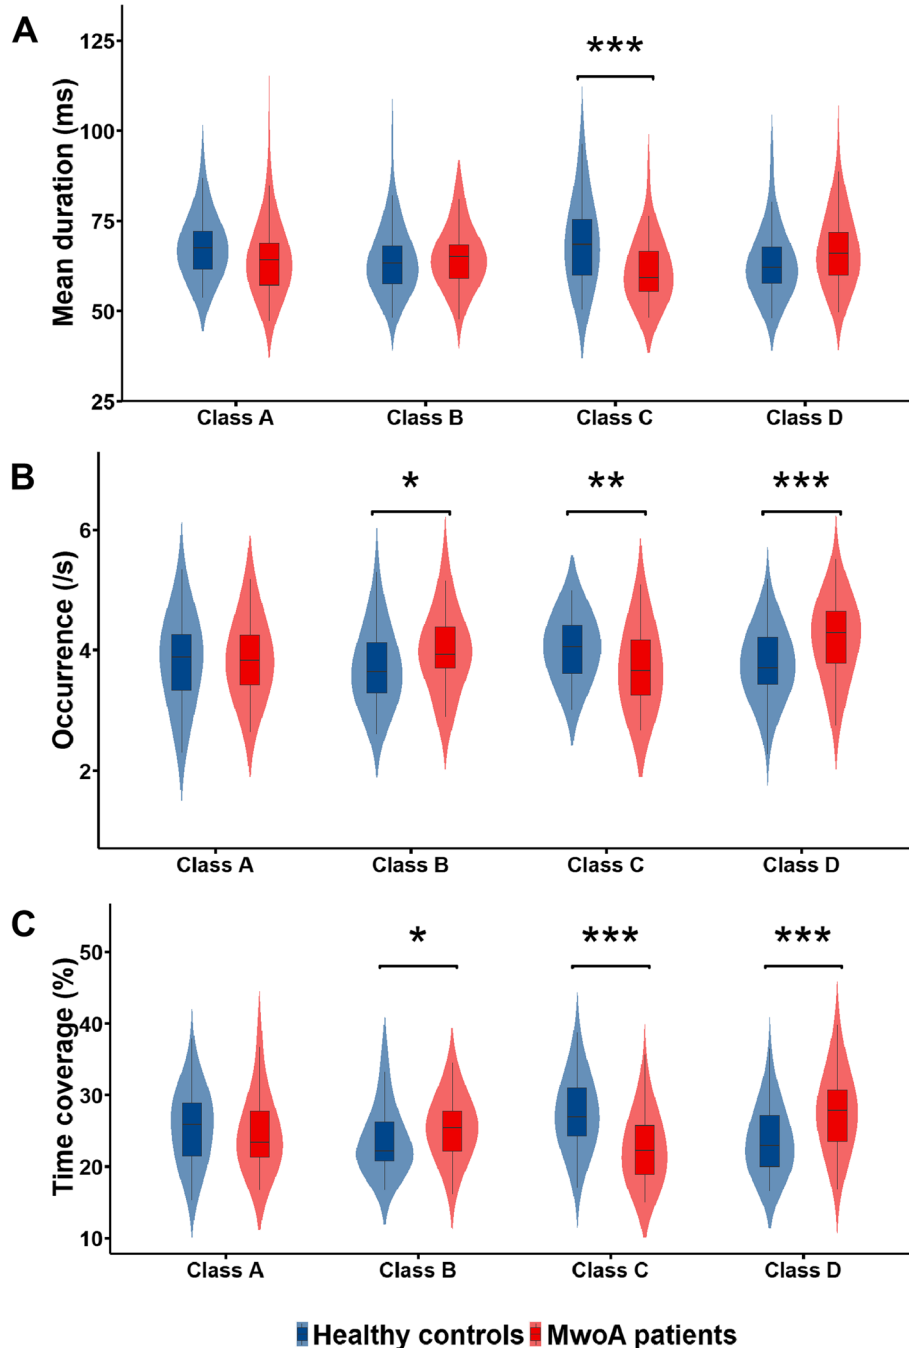 A
Mean duration (ms)
125
100
75
50
25
***
Class A Class B Class C Class D
B
Occurrence (/s)
6
4
2
* ** ***
Class A Class B Class C Class D
C
Time coverage (%)
50
40
30
20
10
* *** ***
Class A Class B Class C Class D
Healthy controls MwoA patients